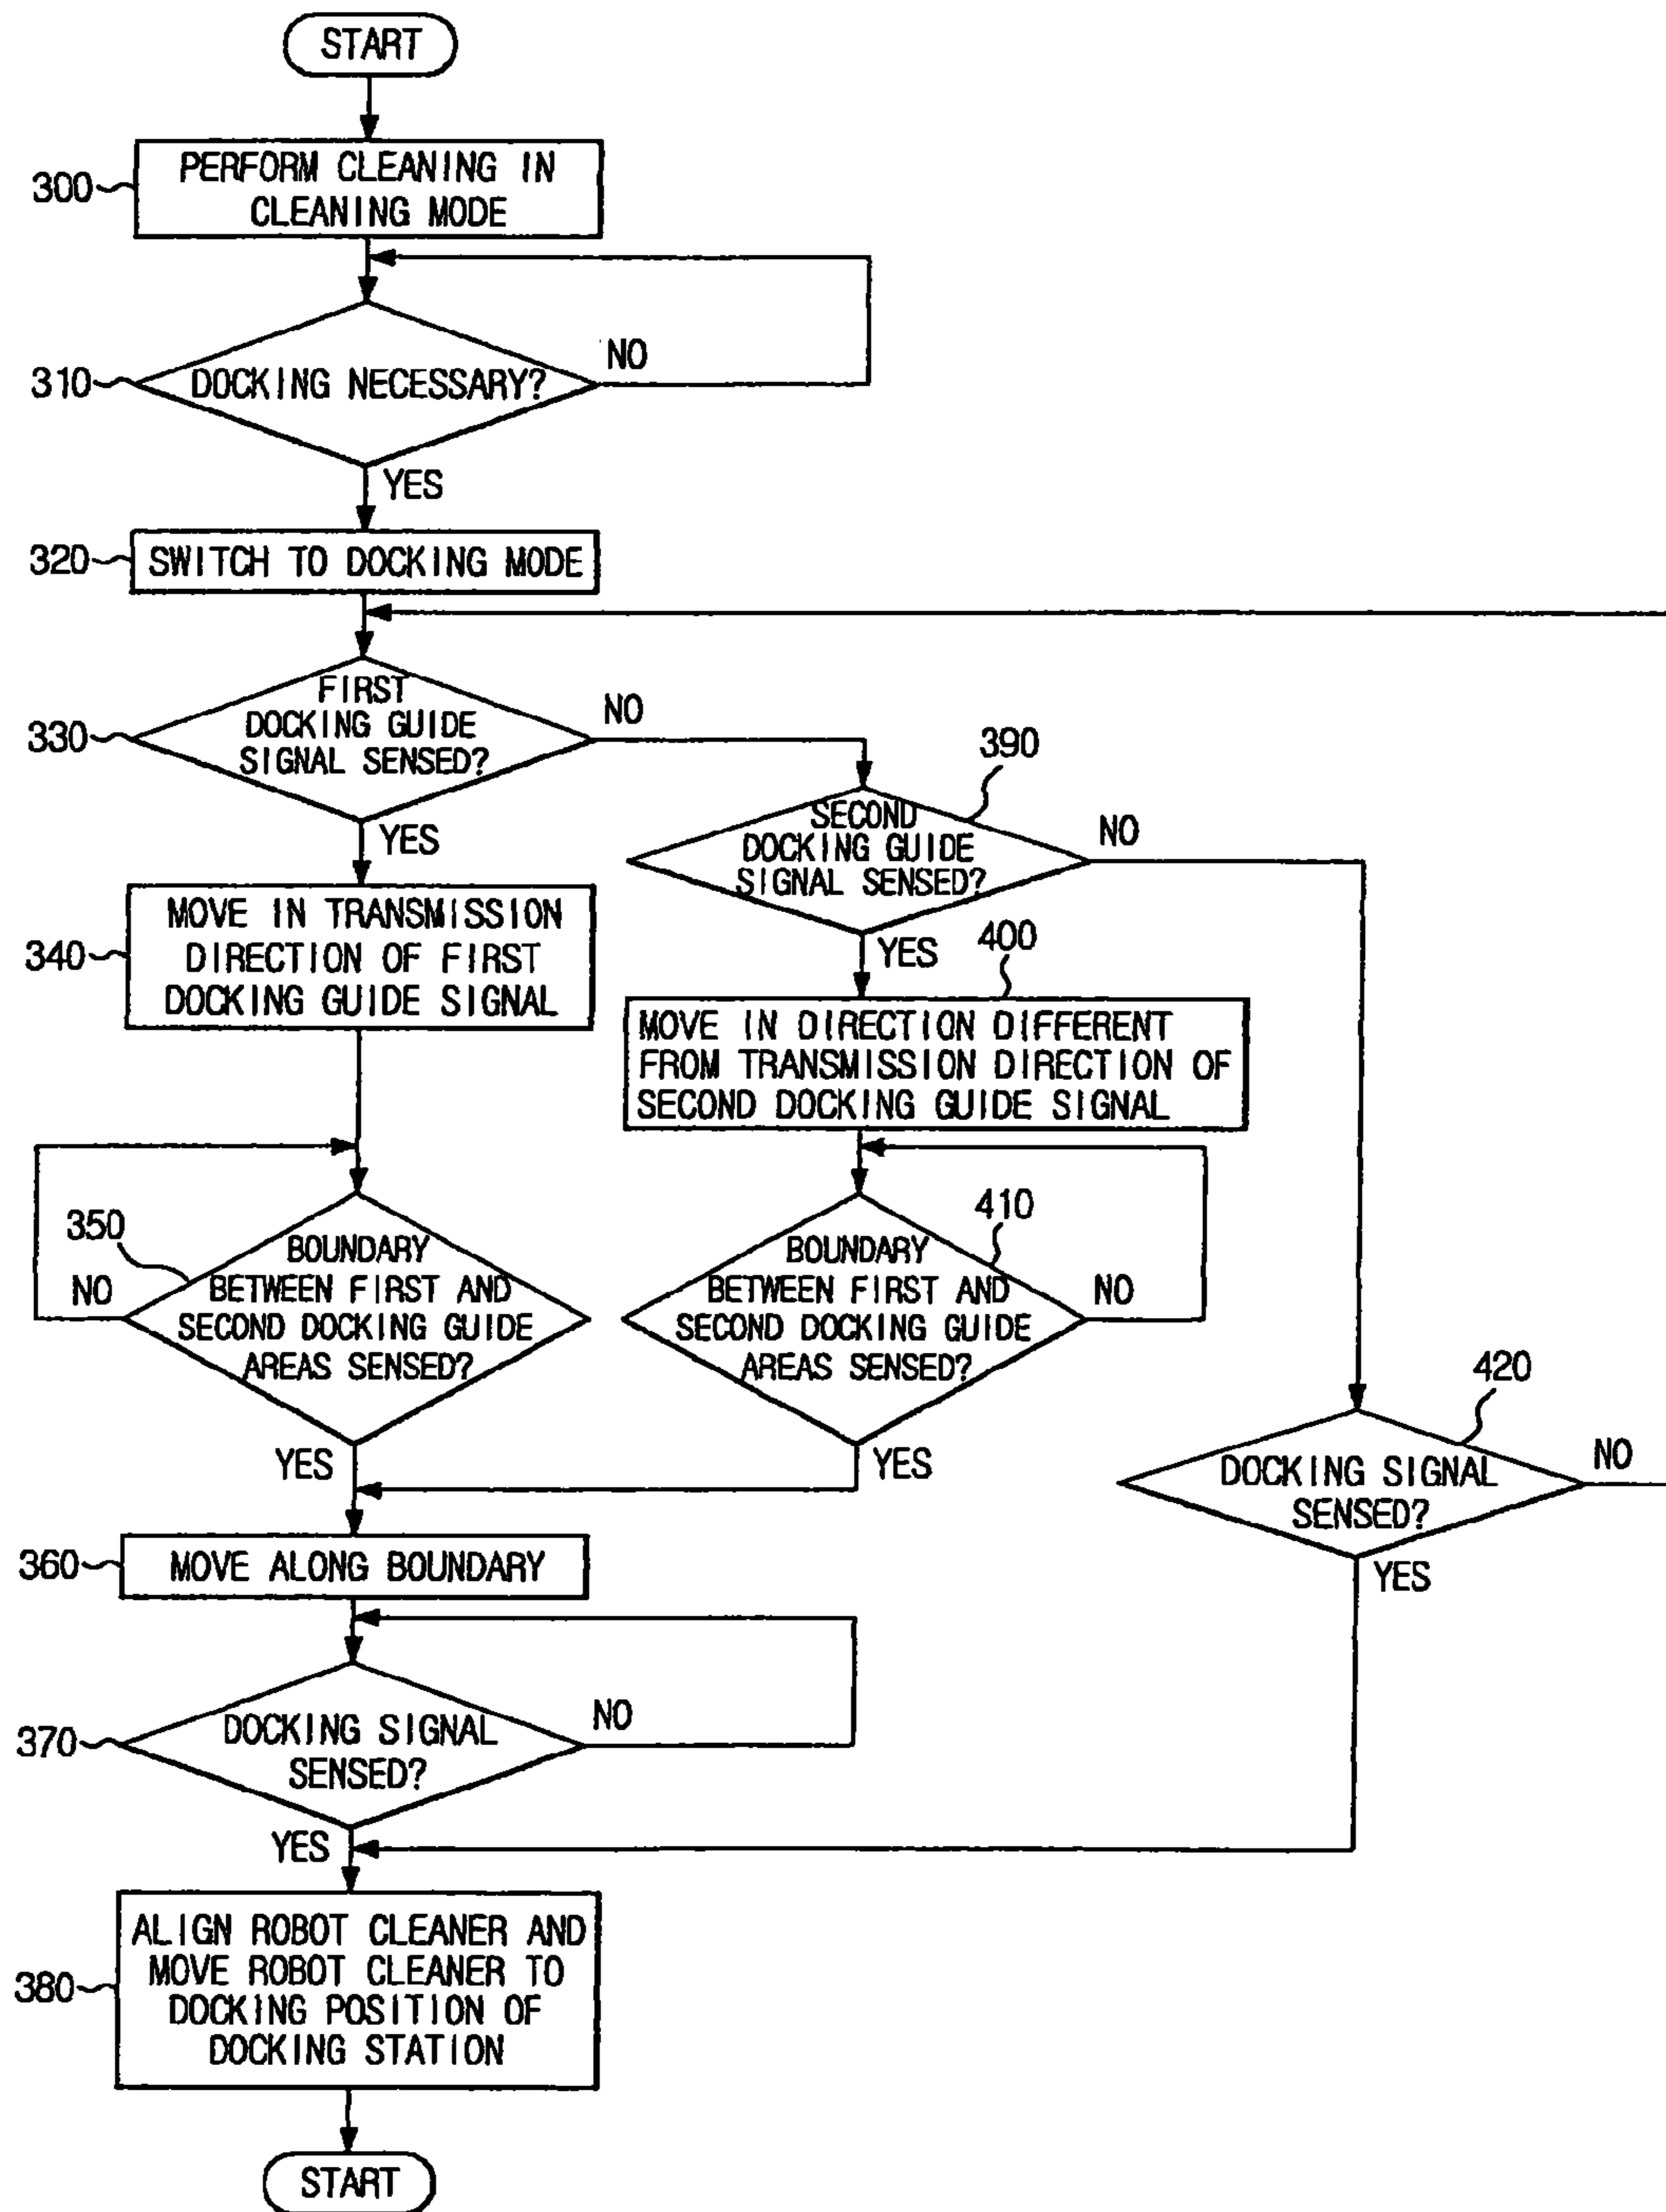 START
300
PERFORM CLEANING IN
CLEANING MODE
310
DOCKING NECESSARY?
NO
YES
320
SWITCH TO DOCKING MODE
330
FIRST
DOCKING GUIDE
SIGNAL SENSED?
NO
YES
390
SECOND
DOCKING GUIDE
SIGNAL SENSED?
NO
YES
340
MOVE IN TRANSMISSION
DIRECTION OF FIRST
DOCKING GUIDE SIGNAL
400
MOVE IN DIRECTION DIFFERENT
FROM TRANSMISSION DIRECTION OF
SECOND DOCKING GUIDE SIGNAL
350
BOUNDARY
BETWEEN FIRST AND
SECOND DOCKING GUIDE
AREAS SENSED?
NO
YES
410
BOUNDARY
BETWEEN FIRST AND
SECOND DOCKING GUIDE
AREAS SENSED?
NO
YES
420
DOCKING SIGNAL
SENSED?
NO
YES
360
MOVE ALONG BOUNDARY
370
DOCKING SIGNAL
SENSED?
NO
YES
380
ALIGN ROBOT CLEANER AND
MOVE ROBOT CLEANER TO
DOCKING POSITION OF
DOCKING STATION
START